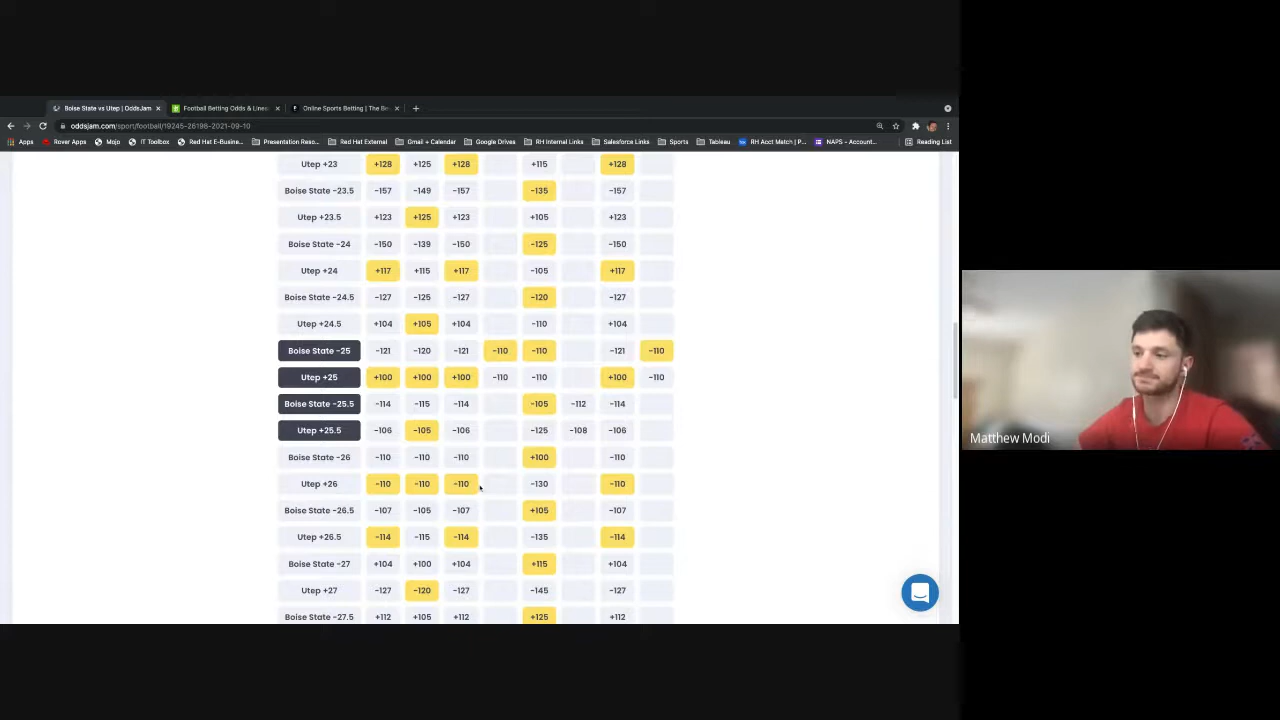 Boise State vs Utep | OddsJam
Football Betting Odds & Lines
Online Sports Betting | The Be
oddsjam.com/sport/football/19245-26198-2021-09-10
Apps Rover Apps Mojo IT Toolbox Red Hat E-Busine... Presentation Reso... Red Hat External Gmail + Calendar Google Drives RH Internal Links Salesforce Links Sports Tableau RH Acct Match | P... NAPS - Account... Reading List
Utep +23 +128 +125 +128 +115 +128
Boise State -23.5 -157 -149 -157 -135 -157
Utep +23.5 +123 +125 +123 +105 +123
Boise State -24 -150 -139 -150 -125 -150
Utep +24 +117 +115 +117 -105 +117
Boise State -24.5 -127 -125 -127 -120 -127
Utep +24.5 +104 +105 +104 -110 +104
Boise State -25 -121 -120 -121 -110 -110 -121 -110
Utep +25 +100 +100 +100 -110 -110 +100 -110
Boise State -25.5 -114 -115 -114 -105 -112 -114
Utep +25.5 -106 -105 -106 -125 -108 -106
Boise State -26 -110 -110 -110 +100 -110
Utep +26 -110 -110 -110 -130 -110
Boise State -26.5 -107 -105 -107 +105 -107
Utep +26.5 -114 -115 -114 -135 -114
Boise State -27 +104 +100 +104 +115 +104
Utep +27 -127 -120 -127 -145 -127
Boise State -27.5 +112 +105 +112 +125 +112
Matthew Modi